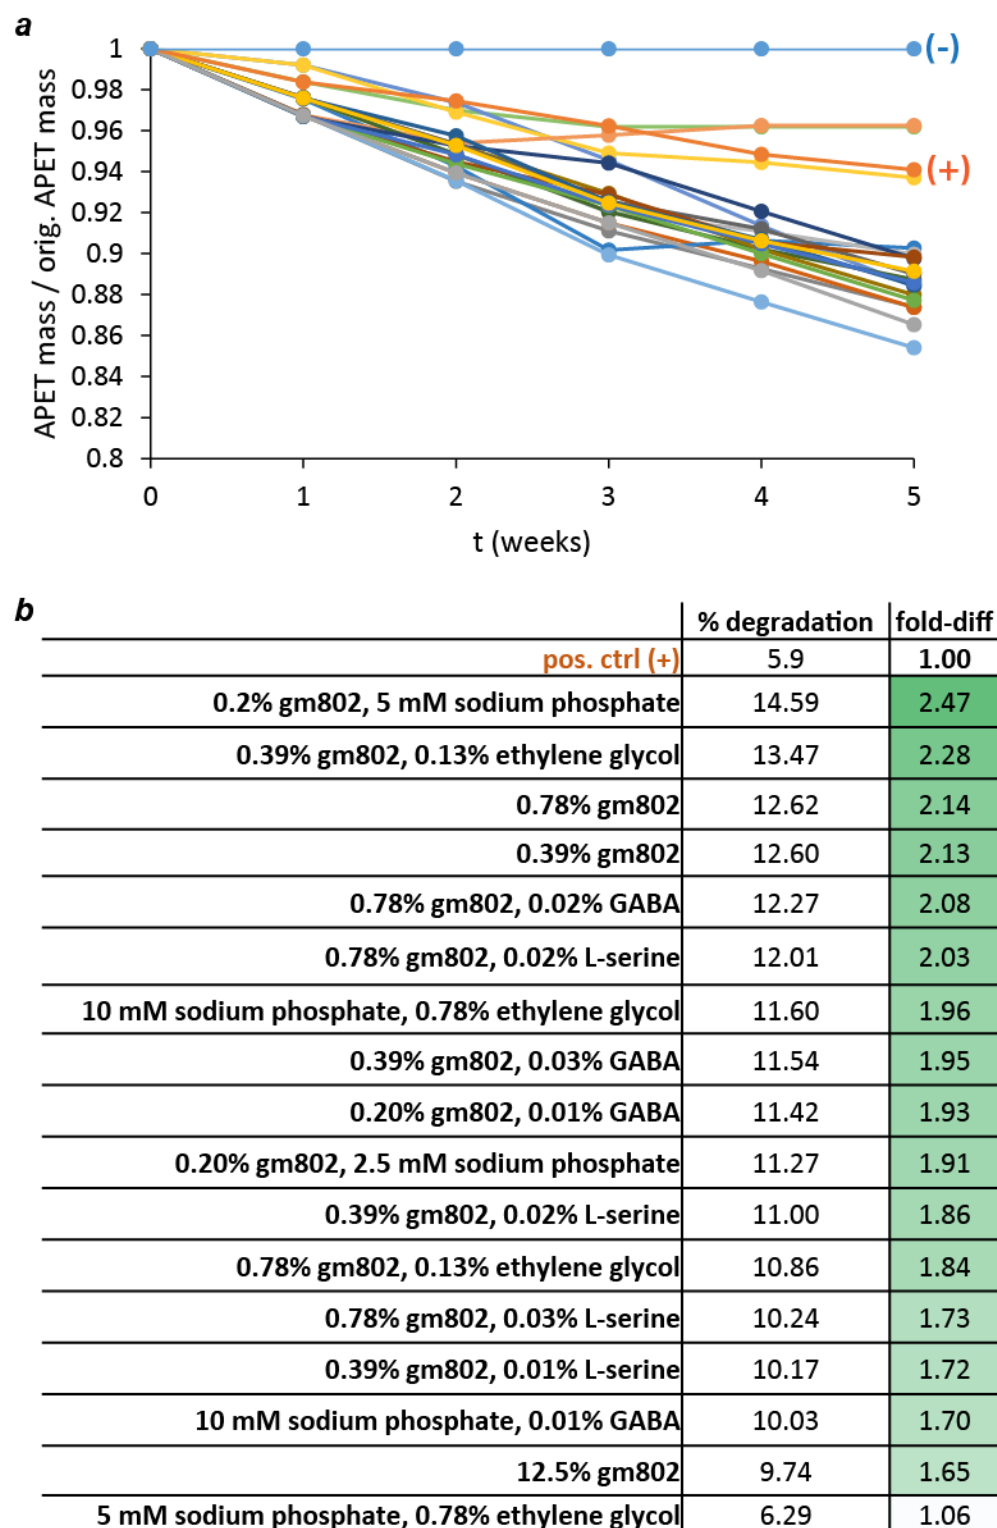 a
1
0.98
0.96
0.94
0.92
0.9
0.88
0.86
0.84
0.82
0.8
APET mass / orig. APET mass
(-)
(+)
0 1 2 3 4 5
t (weeks)
b
% degradation fold-diff
pos. ctrl (+) 5.9 1.00
0.2% gm802, 5 mM sodium phosphate 14.59 2.47
0.39% gm802, 0.13% ethylene glycol 13.47 2.28
0.78% gm802 12.62 2.14
0.39% gm802 12.60 2.13
0.78% gm802, 0.02% GABA 12.27 2.08
0.78% gm802, 0.02% L-serine 12.01 2.03
10 mM sodium phosphate, 0.78% ethylene glycol 11.60 1.96
0.39% gm802, 0.03% GABA 11.54 1.95
0.20% gm802, 0.01% GABA 11.42 1.93
0.20% gm802, 2.5 mM sodium phosphate 11.27 1.91
0.39% gm802, 0.02% L-serine 11.00 1.86
0.78% gm802, 0.13% ethylene glycol 10.86 1.84
0.78% gm802, 0.03% L-serine 10.24 1.73
0.39% gm802, 0.01% L-serine 10.17 1.72
10 mM sodium phosphate, 0.01% GABA 10.03 1.70
12.5% gm802 9.74 1.65
5 mM sodium phosphate, 0.78% ethylene glycol 6.29 1.06